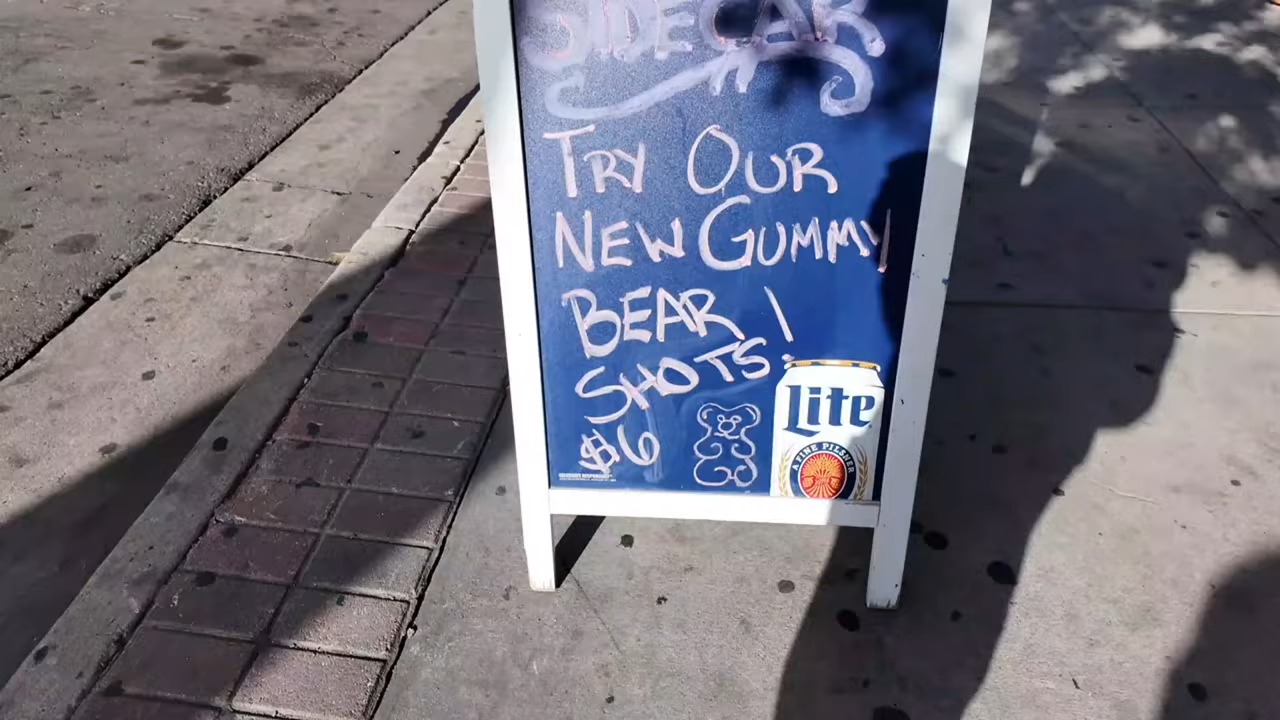 SIDECAR
TRY OUR
NEW GUMMY
BEAR
SHOTS!
$6
Lite
A FINE PILSNER